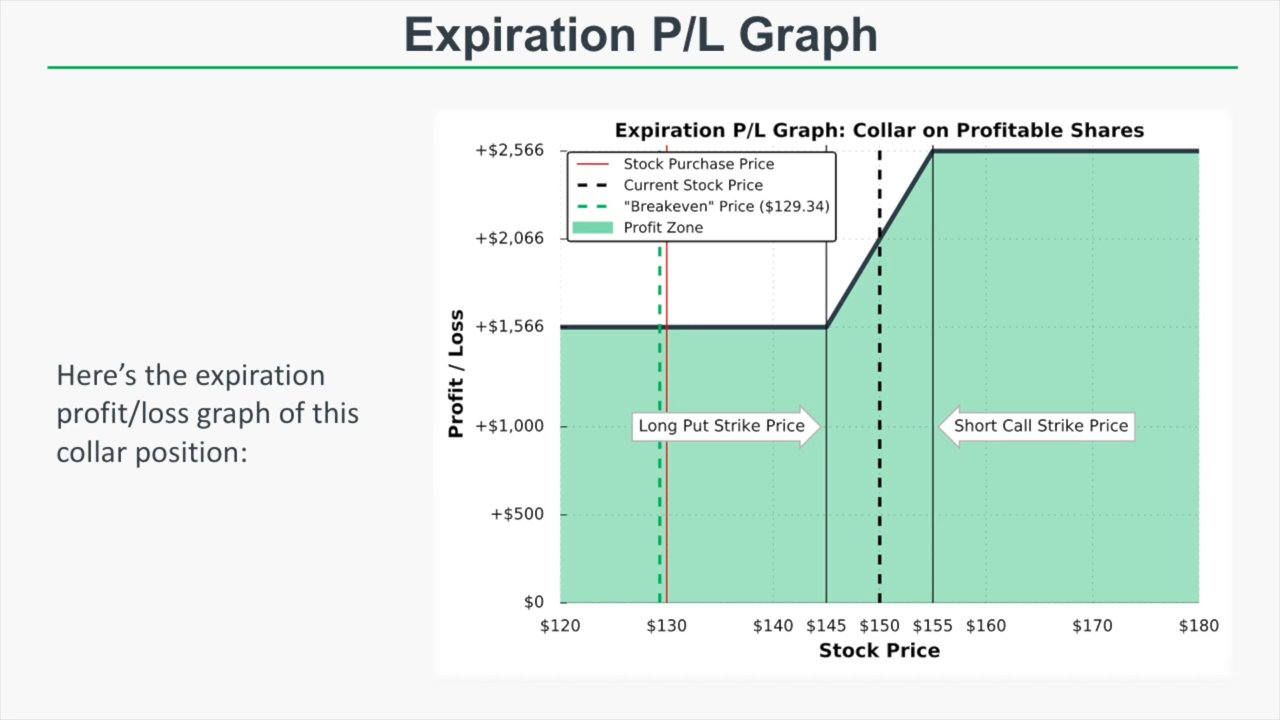 Expiration P/L Graph
Here’s the expiration
profit/loss graph of this
collar position:
Expiration P/L Graph: Collar on Profitable Shares
Stock Purchase Price
Current Stock Price
"Breakeven" Price ($129.34)
Profit Zone
Profit / Loss
+$2,566
+$2,066
+$1,566
+$1,000
+$500
$0
Long Put Strike Price
Short Call Strike Price
$120 $130 $140 $145 $150 $155 $160 $170 $180
Stock Price